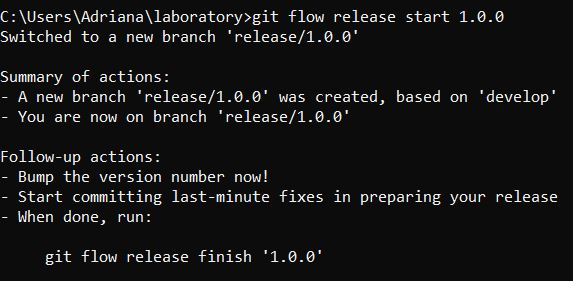 C:\Users\Adriana\laboratory>git flow release start 1.0.0
Switched to a new branch 'release/1.0.0'
Summary of actions:
- A new branch 'release/1.0.0' was created, based on 'develop'
- You are now on branch 'release/1.0.0'
Follow-up actions:
- Bump the version number now!
- Start committing last-minute fixes in preparing your release
- When done, run:
git flow release finish '1.0.0'